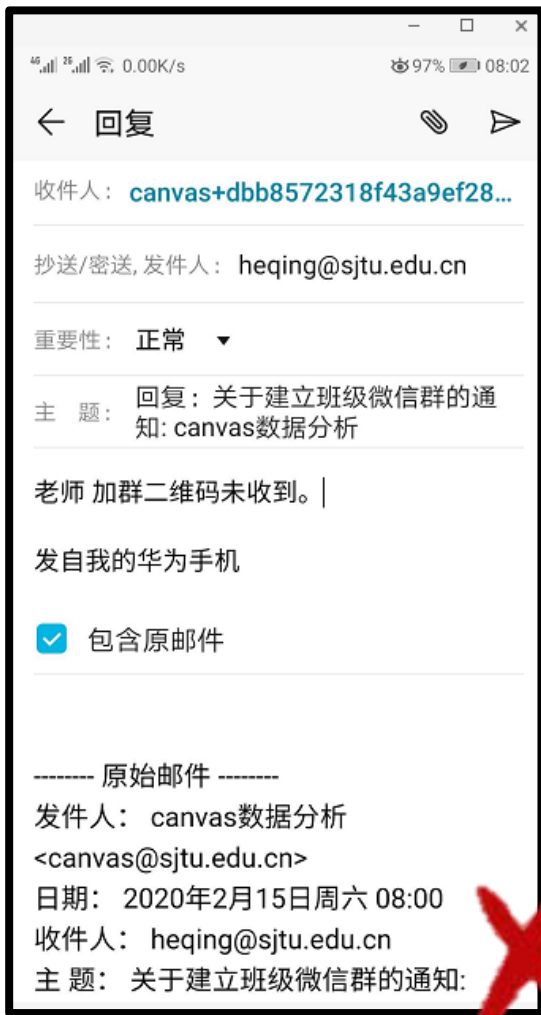 46 26 0.00K/s 97% 08:02
回复
收件人： canvas+dbb8572318f43a9ef28...
抄送/密送, 发件人： heqing@sjtu.edu.cn
重要性： 正常
主 题： 回复：关于建立班级微信群的通
知: canvas数据分析
老师 加群二维码未收到。
发自我的华为手机
包含原邮件
-------- 原始邮件 --------
发件人： canvas数据分析
<canvas@sjtu.edu.cn>
日期： 2020年2月15日周六 08:00
收件人： heqing@sjtu.edu.cn
主 题： 关于建立班级微信群的通知: